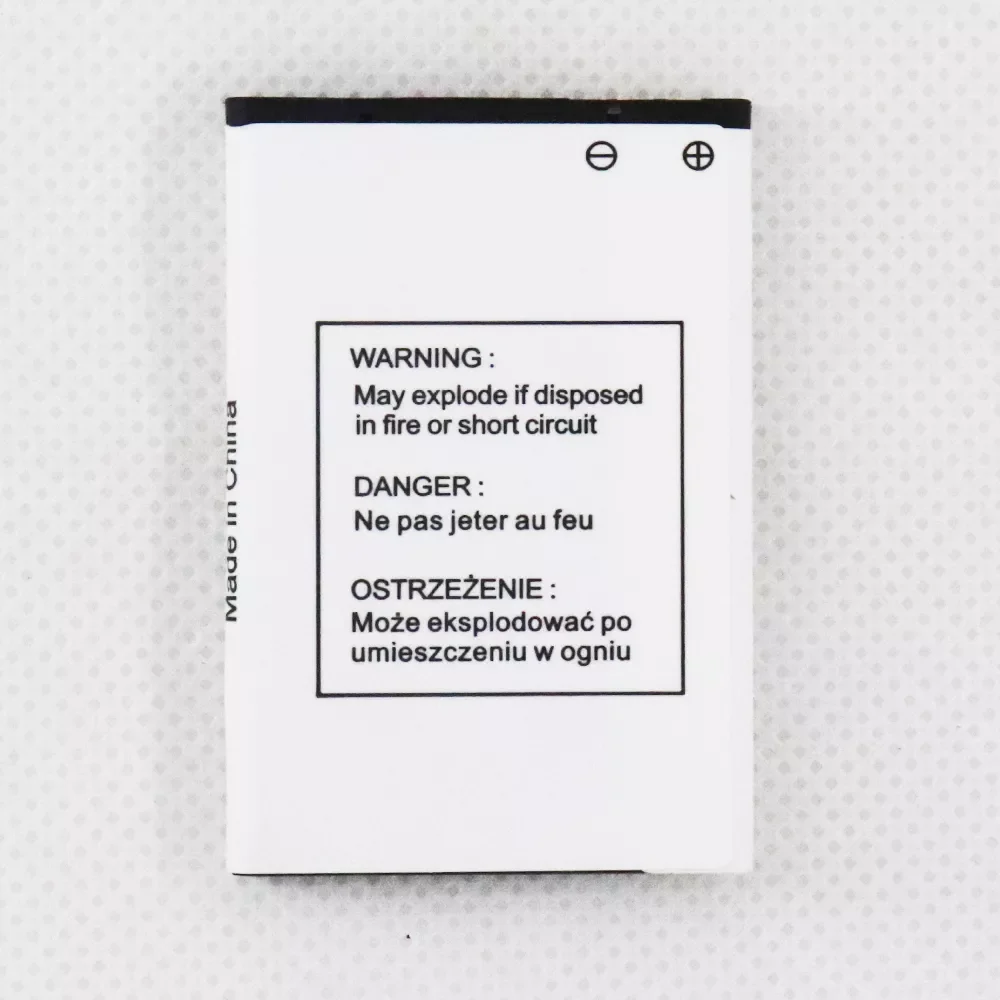 ⊖ ⊕
WARNING :
May explode if disposed
in fire or short circuit
DANGER :
Ne pas jeter au feu
OSTRZEŻENIE :
Może eksplodować po
umieszczeniu w ogniu
Made in China